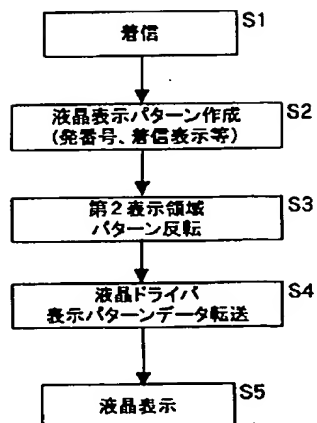 着信
S1
液晶表示パターン作成
(発番号、着信表示等)
S2
第2表示領域
パターン反転
S3
液晶ドライバ
表示パターンデータ転送
S4
液晶表示
S5